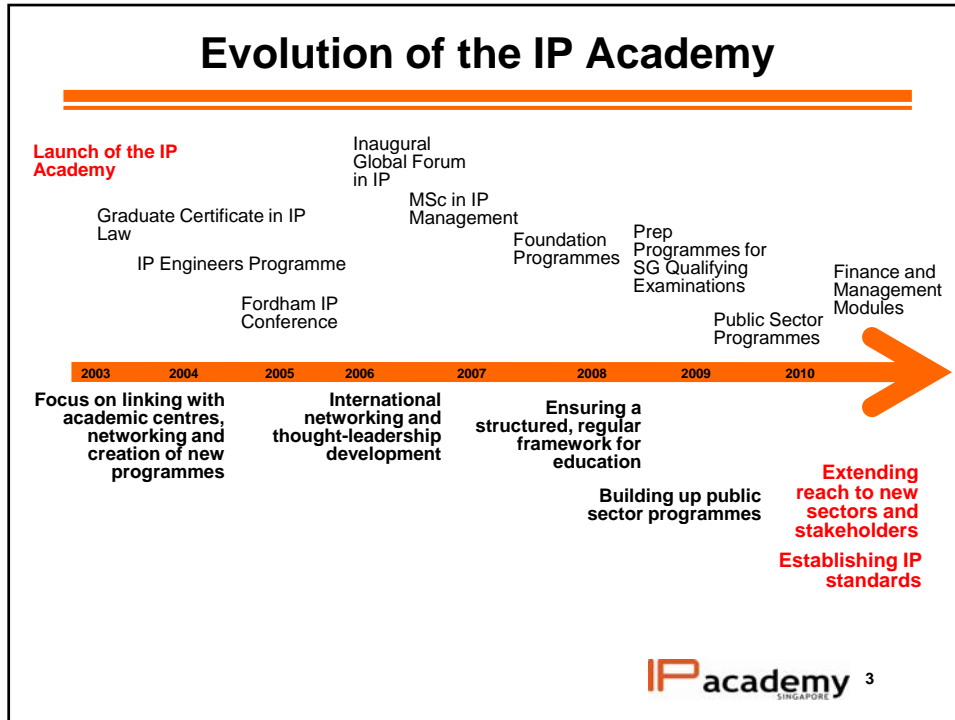 Evolution of the IP Academy
Launch of the IP
Academy
Graduate Certificate in IP
Law
IP Engineers Programme
Fordham IP
Conference
Inaugural
Global Forum
in IP
MSc in IP
Management
Foundation
Programmes
Prep
Programmes for
SG Qualifying
Examinations
Public Sector
Programmes
Finance and
Management
Modules
2003 2004 2005 2006 2007 2008 2009 2010
Focus on linking with
academic centres,
networking and
creation of new
programmes
International
networking and
thought-leadership
development
Ensuring a
structured, regular
framework for
education
Building up public
sector programmes
Extending
reach to new
sectors and
stakeholders
Establishing IP
standards
IP academy
SINGAPORE
3